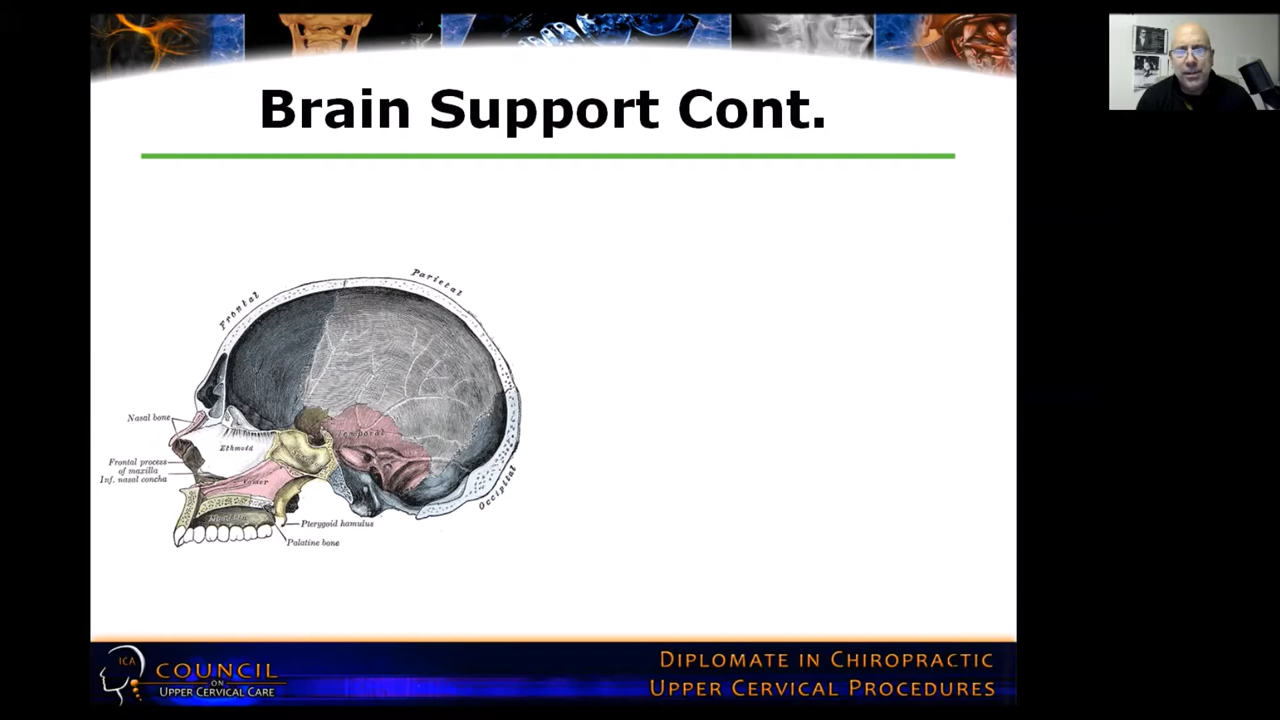 Brain Support Cont.
Parietal
Frontal
Nasal bone
Temporal
Ethmoid
Frontal process
of maxilla
Inf. nasal concha
Vomer
Occipital
Pterygoid hamulus
Palatine bone
ICA
COUNCIL
ON
UPPER CERVICAL CARE
DIPLOMATE IN CHIROPRACTIC
UPPER CERVICAL PROCEDURES